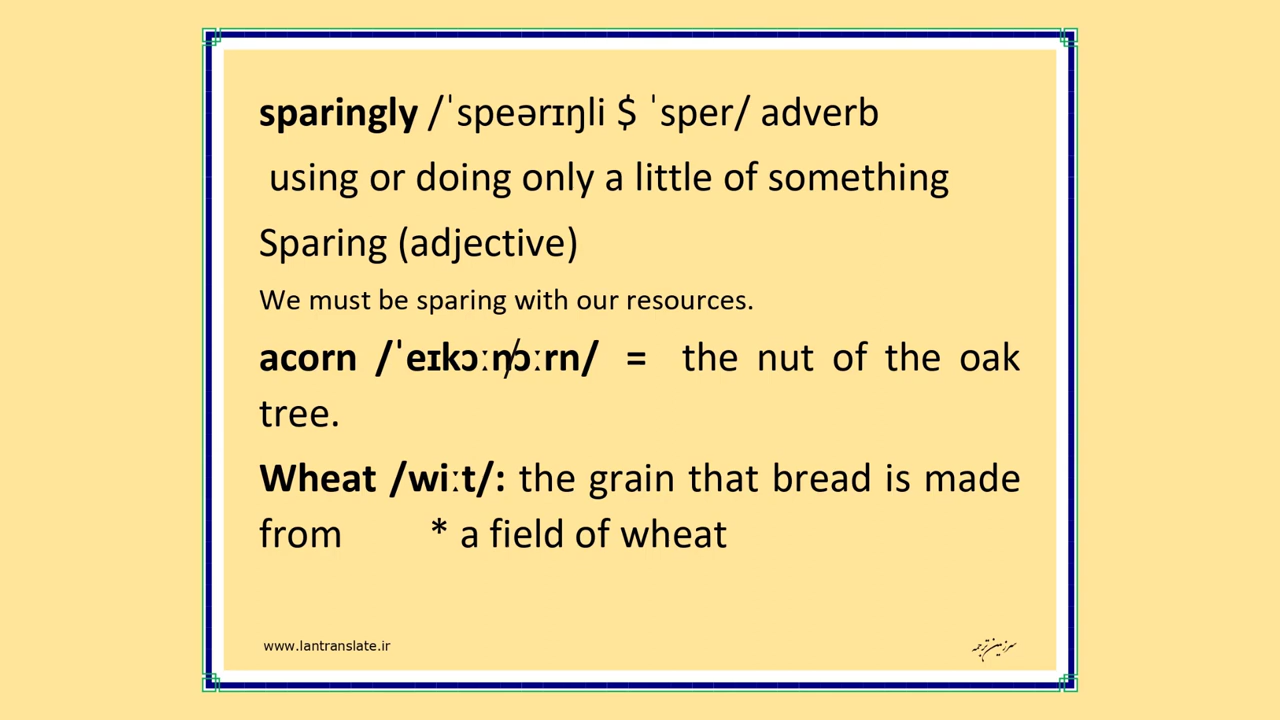 sparingly /ˈspeərɪŋli $ ˈsper/ adverb
using or doing only a little of something
Sparing (adjective)
We must be sparing with our resources.
acorn /ˈeɪkɔːn/ɔːrn/ = the nut of the oak
tree.
Wheat /wiːt/: the grain that bread is made
from * a field of wheat
www.lantranslate.ir
سرزمین ترجمه